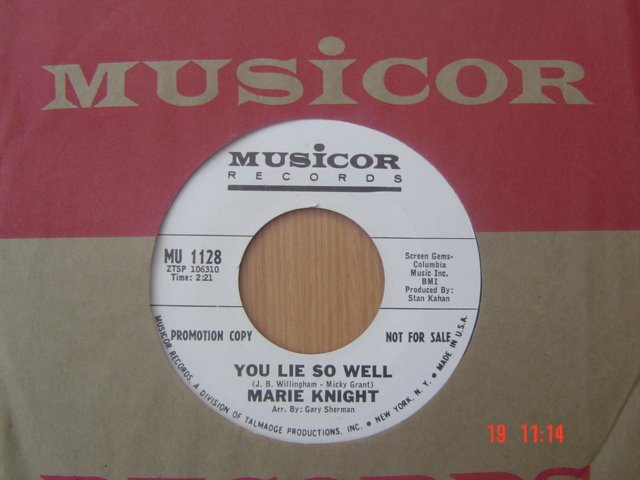 MUSiCOR
MUSiCOR
RECORDS
MU 1128
ZTSP 106310
Time: 2:21
Screen Gems-
Columbia
Music Inc.
BMI
Produced By:
Stan Kahan
PROMOTION COPY
NOT FOR SALE
YOU LIE SO WELL
(J. B. Willingham - Micky Grant)
MARIE KNIGHT
Arr. By: Gary Sherman
MUSICOR RECORDS, A DIVISION OF TALMADGE PRODUCTIONS, INC. • NEW YORK, N. Y. • MADE IN U.S.A.
RECORDS
19 11:14